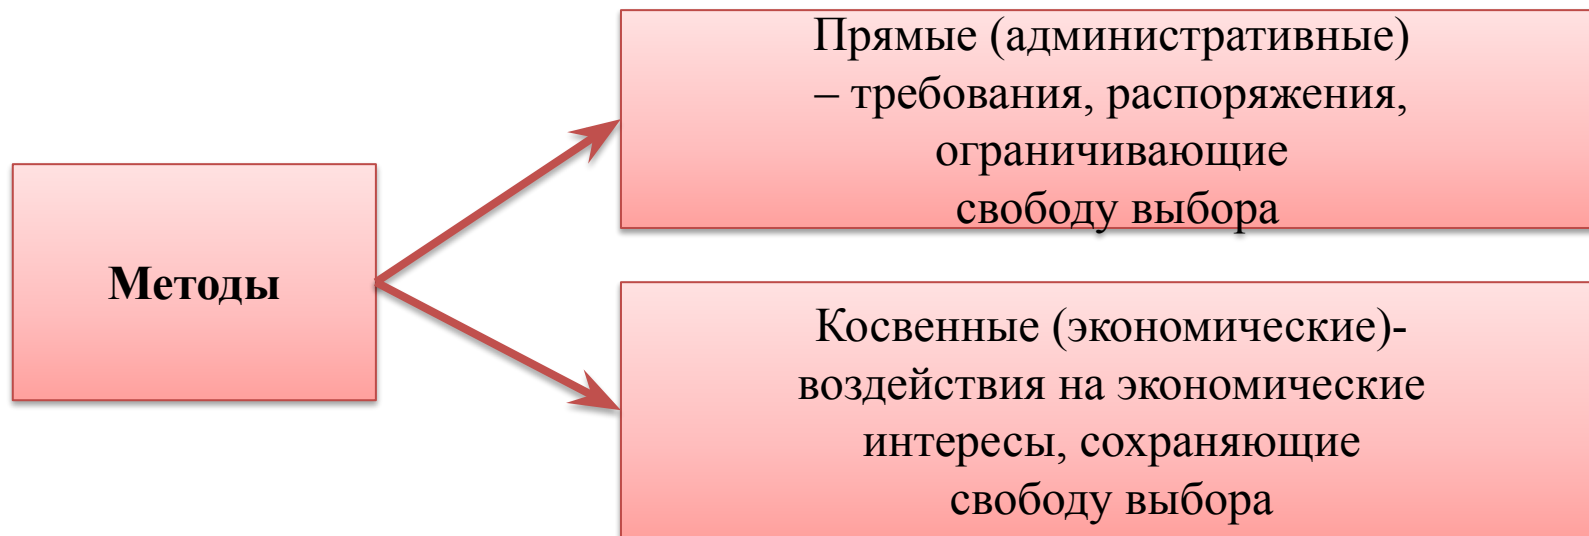 Прямые (административные)
– требования, распоряжения,
ограничивающие
свободу выбора
Методы
Косвенные (экономические)-
воздействия на экономические
интересы, сохраняющие
свободу выбора